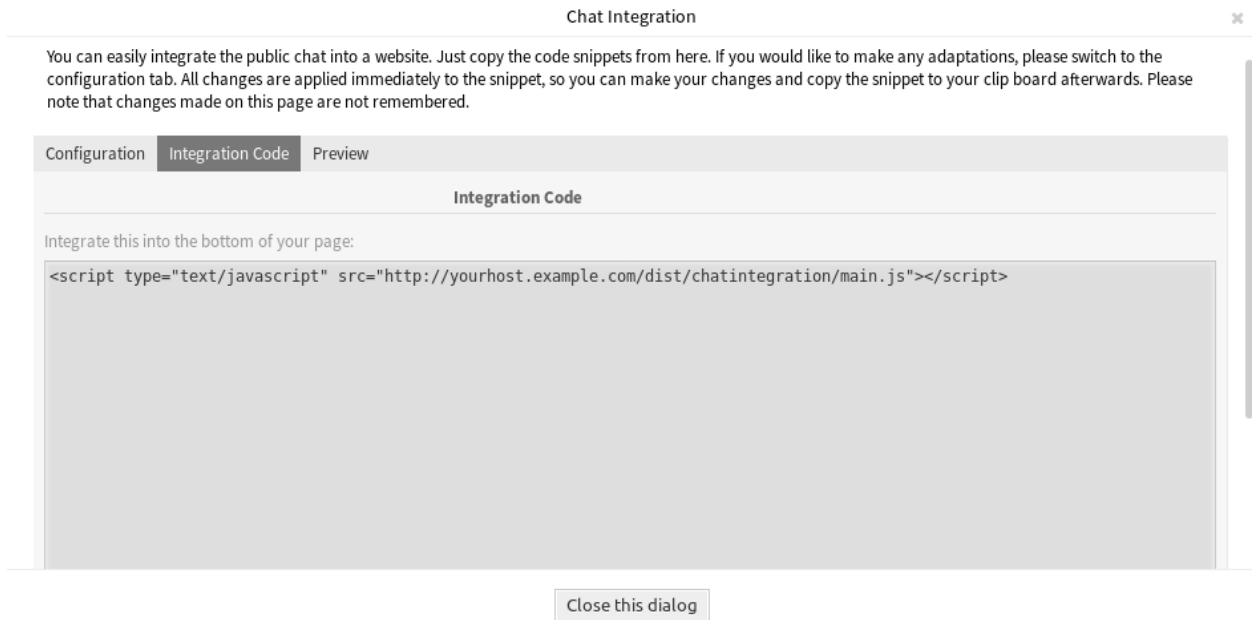 Chat Integration
You can easily integrate the public chat into a website. Just copy the code snippets from here. If you would like to make any adaptations, please switch to the
configuration tab. All changes are applied immediately to the snippet, so you can make your changes and copy the snippet to your clip board afterwards. Please
note that changes made on this page are not remembered.
Configuration Integration Code Preview
Integration Code
Integrate this into the bottom of your page:
<script type="text/javascript" src="http://yourhost.example.com/dist/chatintegration/main.js"></script>
Close this dialog